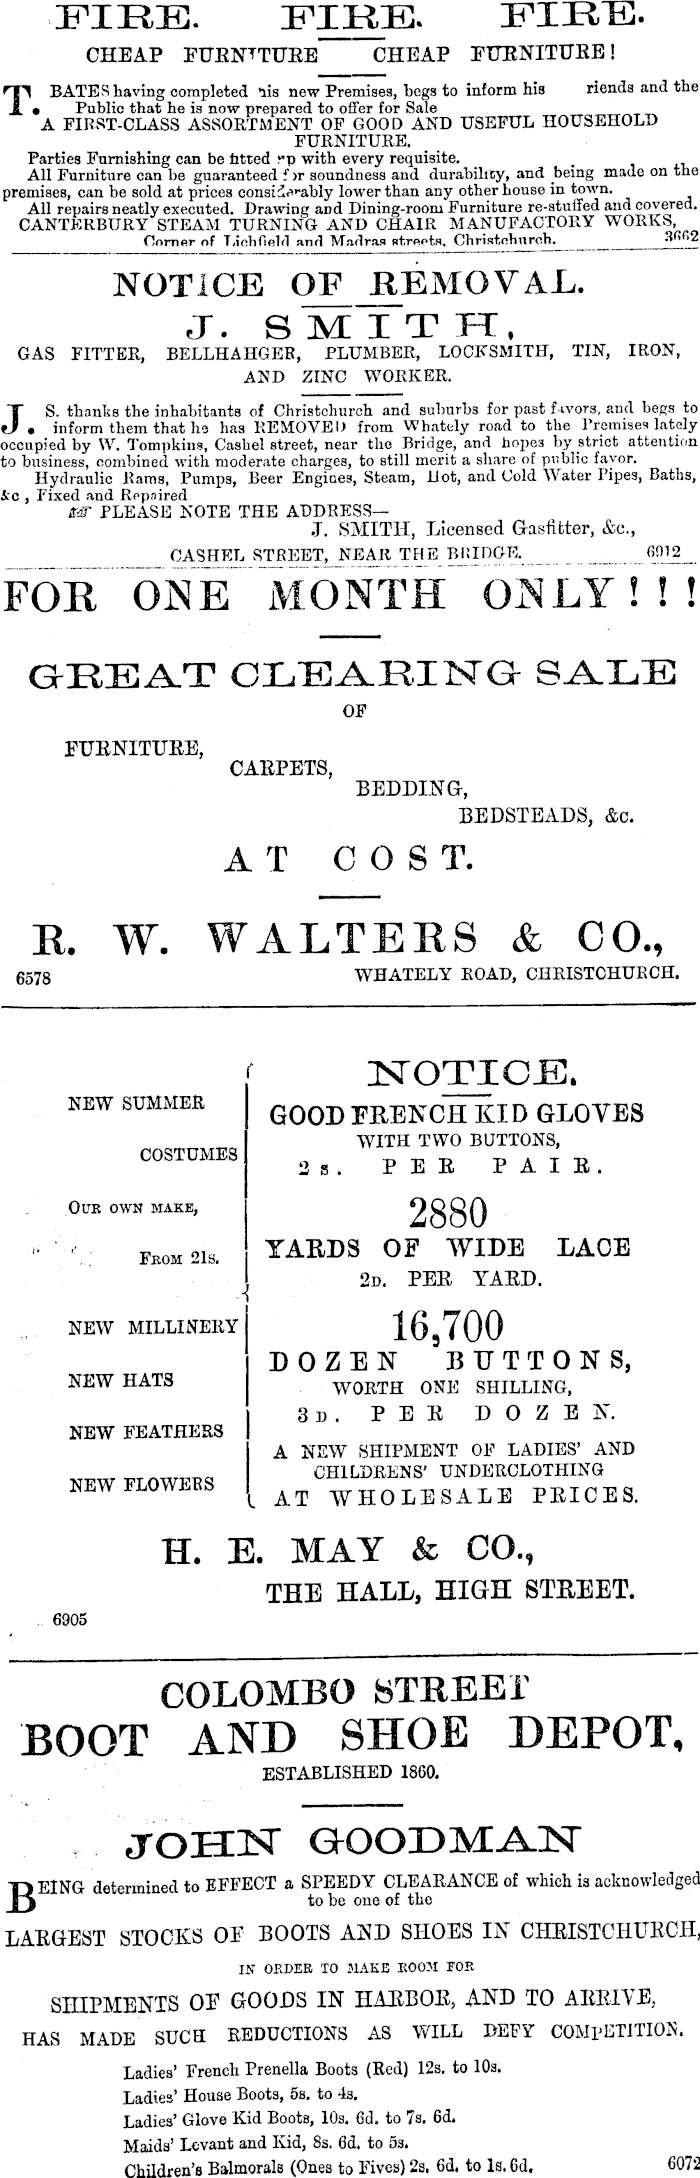 FIRE. FIRE. FIRE.
CHEAP FURNITURE CHEAP FURNITURE!
T. BATES having completed his new Premises, begs to inform his riends and the
Public that he is now prepared to offer for Sale
A FIRST-CLASS ASSORTMENT OF GOOD AND USEFUL HOUSEHOLD
FURNITURE.
Parties Furnishing can be fitted up with every requisite.
All Furniture can be guaranteed for soundness and durability, and being made on the
premises, can be sold at prices considerably lower than any other house in town.
All repairs neatly executed. Drawing and Dining-room Furniture re-stuffed and covered.
CANTERBURY STEAM TURNING AND CHAIR MANUFACTORY WORKS,
Corner of Lichfield and Madras streets, Christchurch. 3662
NOTICE OF REMOVAL.
J. SMITH,
GAS FITTER, BELLHAHGER, PLUMBER, LOCKSMITH, TIN, IRON,
AND ZINC WORKER.
J. S. thanks the inhabitants of Christchurch and suburbs for past favors, and begs to
inform them that he has REMOVED from Whately road to the Premises lately
occupied by W. Tompkins, Cashel street, near the Bridge, and hopes by strict attention
to business, combined with moderate charges, to still merit a share of public favor.
Hydraulic Rams, Pumps, Beer Engines, Steam, Hot, and Cold Water Pipes, Baths,
&c , Fixed and Repaired
☞ PLEASE NOTE THE ADDRESS—
J. SMITH, Licensed Gasfitter, &c.,
CASHEL STREET, NEAR THE BRIDGE. 6912
FOR ONE MONTH ONLY!!!
GREAT CLEARING SALE
OF
FURNITURE,
CARPETS,
BEDDING,
BEDSTEADS, &c.
AT COST.
R. W. WALTERS & CO.,
6578 WHATELY ROAD, CHRISTCHURCH.
NEW SUMMER
COSTUMES
OUR OWN MAKE,
FROM 21s.
NEW MILLINERY
NEW HATS
NEW FEATHERS
NEW FLOWERS
NOTICE.
GOOD FRENCH KID GLOVES
WITH TWO BUTTONS,
2s. PER PAIR.
2880
YARDS OF WIDE LACE
2D. PER YARD.
16,700
DOZEN BUTTONS,
WORTH ONE SHILLING,
3D. PER DOZEN.
A NEW SHIPMENT OF LADIES' AND
CHILDRENS' UNDERCLOTHING
AT WHOLESALE PRICES.
H. E. MAY & CO.,
THE HALL, HIGH STREET.
6905
COLOMBO STREET
BOOT AND SHOE DEPOT,
ESTABLISHED 1860.
JOHN GOODMAN
BEING determined to EFFECT a SPEEDY CLEARANCE of which is acknowledged
to be one of the
LARGEST STOCKS OF BOOTS AND SHOES IN CHRISTCHURCH,
IN ORDER TO MAKE ROOM FOR
SHIPMENTS OF GOODS IN HARBOR, AND TO ARRIVE,
HAS MADE SUCH REDUCTIONS AS WILL DEFY COMPETITION.
Ladies' French Prenella Boots (Red) 12s. to 10s.
Ladies' House Boots, 5s. to 4s.
Ladies' Glove Kid Boots, 10s. 6d. to 7s. 6d.
Maids' Levant and Kid, 8s. 6d. to 5s.
Children's Balmorals (Ones to Fives) 2s. 6d. to 1s. 6d. 6072